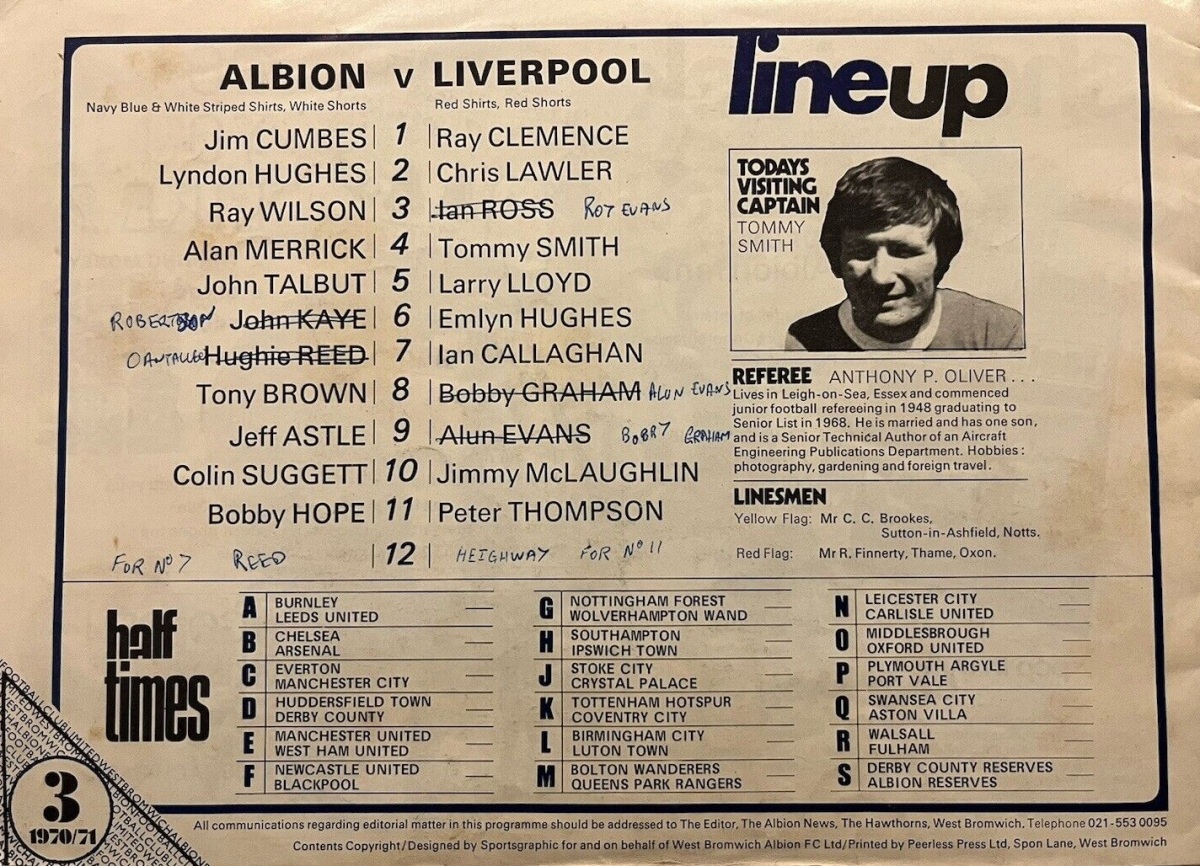 ALBION v LIVERPOOL
Navy Blue & White Striped Shirts, White Shorts
Red Shirts, Red Shorts
Jim CUMBES 1 Ray CLEMENCE
Lyndon HUGHES 2 Chris LAWLER
Ray WILSON 3 Ian ROSS ROY EVANS
Alan MERRICK 4 Tommy SMITH
John TALBUT 5 Larry LLOYD
ROBERTSON John KAYE 6 Emlyn HUGHES
Hughie REED 7 Ian CALLAGHAN
Tony BROWN 8 Bobby GRAHAM ALUN EVANS
Jeff ASTLE 9 Alun EVANS BOBBY GRAHAM
Colin SUGGETT 10 Jimmy McLAUGHLIN
Bobby HOPE 11 Peter THOMPSON
FOR Nº 7 REED 12 HEIGHWAY FOR Nº 11
lineup
TODAYS
VISITING
CAPTAIN
TOMMY
SMITH
REFEREE ANTHONY P. OLIVER . . .
Lives in Leigh-on-Sea, Essex and commenced
junior football refereeing in 1948 graduating to
Senior List in 1968. He is married and has one son,
and is a Senior Technical Author of an Aircraft
Engineering Publications Department. Hobbies:
photography, gardening and foreign travel.
LINESMEN
Yellow Flag: Mr C. C. Brookes,
Sutton-in-Ashfield, Notts.
Red Flag: Mr R. Finnerty, Thame, Oxon.
half
times
A BURNLEY
LEEDS UNITED
B CHELSEA
ARSENAL
C EVERTON
MANCHESTER CITY
D HUDDERSFIELD TOWN
DERBY COUNTY
E MANCHESTER UNITED
WEST HAM UNITED
F NEWCASTLE UNITED
BLACKPOOL
G NOTTINGHAM FOREST
WOLVERHAMPTON WAND
H SOUTHAMPTON
IPSWICH TOWN
J STOKE CITY
CRYSTAL PALACE
K TOTTENHAM HOTSPUR
COVENTRY CITY
L BIRMINGHAM CITY
LUTON TOWN
M BOLTON WANDERERS
QUEENS PARK RANGERS
N LEICESTER CITY
CARLISLE UNITED
O MIDDLESBROUGH
OXFORD UNITED
P PLYMOUTH ARGYLE
PORT VALE
Q SWANSEA CITY
ASTON VILLA
R WALSALL
FULHAM
S DERBY COUNTY RESERVES
ALBION RESERVES
3
1970/71
All communications regarding editorial matter in this programme should be addressed to The Editor, The Albion News, The Hawthorns, West Bromwich. Telephone 021-553 0095
Contents Copyright/Designed by Sportsgraphic for and on behalf of West Bromwich Albion FC Ltd/Printed by Peerless Press Ltd, Spon Lane, West Bromwich